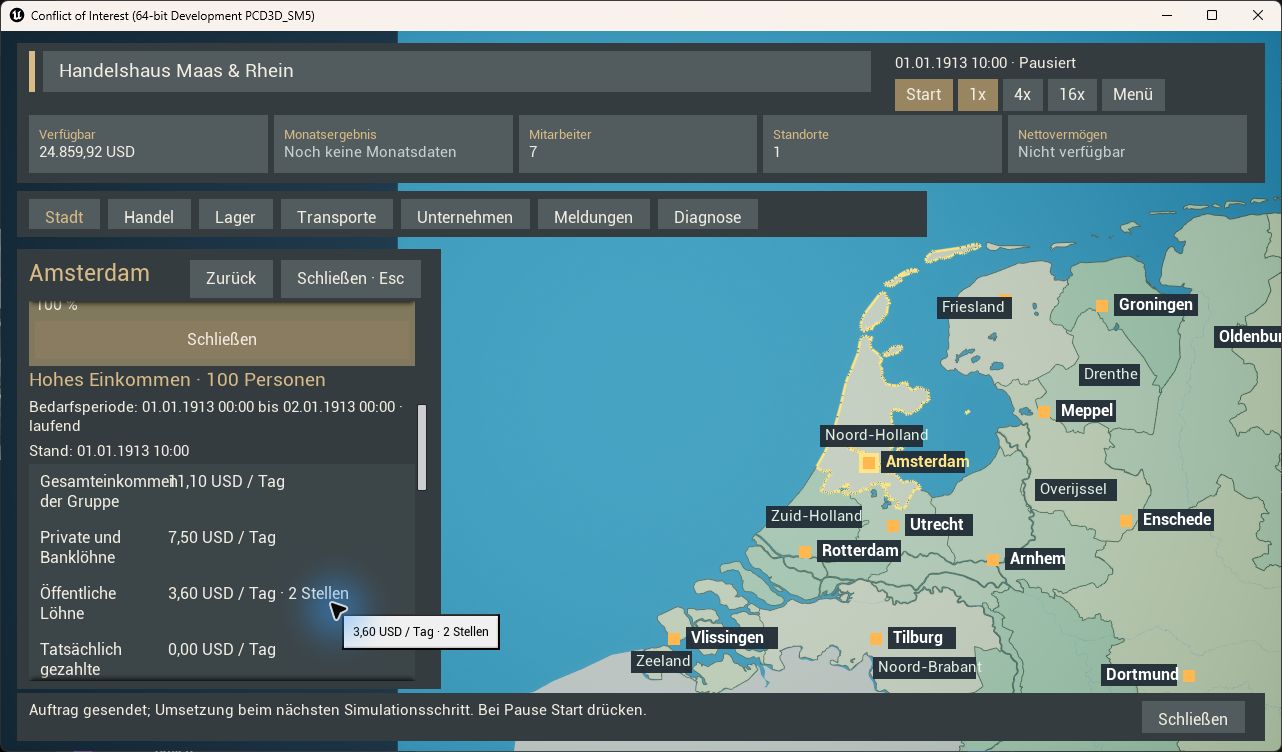 Conflict of Interest (64-bit Development PCD3D_SM5)
Handelshaus Maas & Rhein
01.01.1913 10:00 · Pausiert
Start 1x 4x 16x Menü
Verfügbar
24.859,92 USD
Monatsergebnis
Noch keine Monatsdaten
Mitarbeiter
7
Standorte
1
Nettovermögen
Nicht verfügbar
Stadt Handel Lager Transporte Unternehmen Meldungen Diagnose
Amsterdam
Zurück
Schließen · Esc
100 %
Schließen
Hohes Einkommen · 100 Personen
Bedarfsperiode: 01.01.1913 00:00 bis 02.01.1913 00:00 ·
laufend
Stand: 01.01.1913 10:00
Gesamteinkommen 11,10 USD / Tag
der Gruppe
Private und 7,50 USD / Tag
Banklöhne
Öffentliche 3,60 USD / Tag · 2 Stellen
Löhne
3,60 USD / Tag · 2 Stellen
Tatsächlich 0,00 USD / Tag
gezahlte
Friesland
Groningen
Oldenbur
Drenthe
Meppel
Noord-Holland
Amsterdam
Overijssel
Zuid-Holland
Utrecht
Enschede
Rotterdam
Arnhem
Vlissingen
Tilburg
Zeeland
Noord-Brabant
Dortmund
Auftrag gesendet; Umsetzung beim nächsten Simulationsschritt. Bei Pause Start drücken.
Schließen